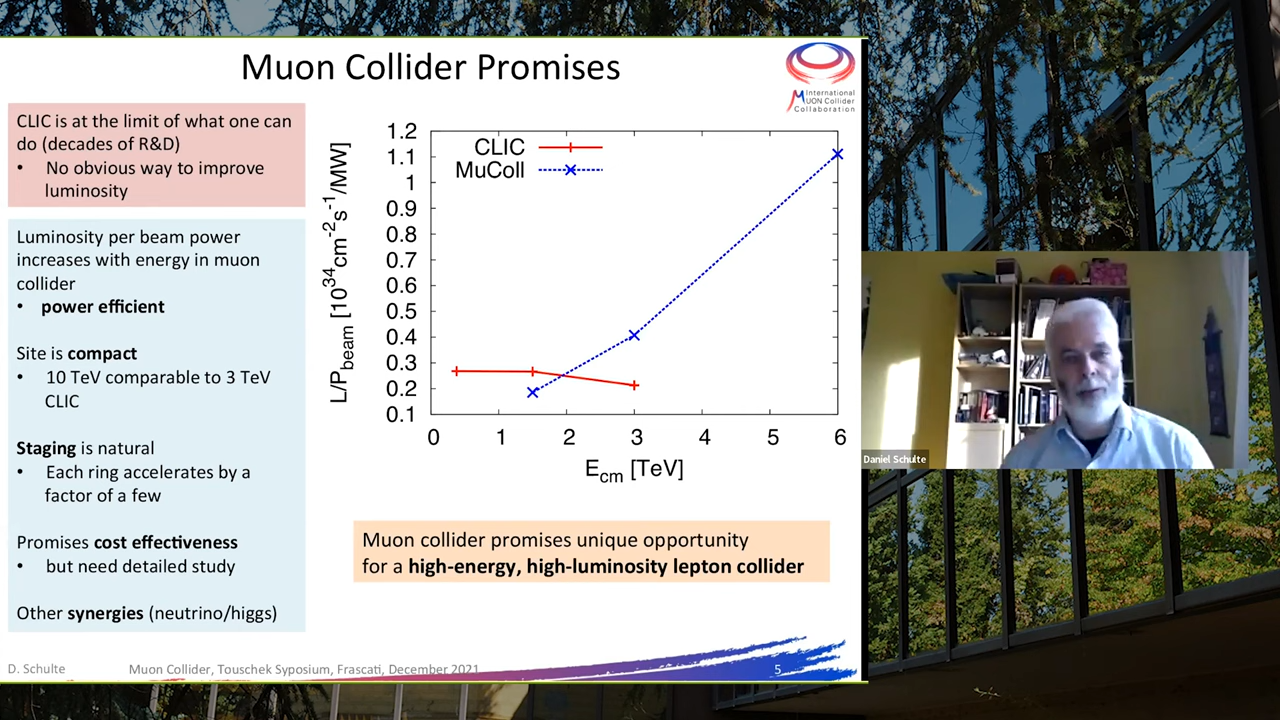 Muon Collider Promises
International
MUON Collider
Collaboration
CLIC is at the limit of what one can
do (decades of R&D)
• No obvious way to improve
luminosity
Luminosity per beam power
increases with energy in muon
collider
• power efficient
Site is compact
• 10 TeV comparable to 3 TeV
CLIC
Staging is natural
• Each ring accelerates by a
factor of a few
Promises cost effectiveness
• but need detailed study
Other synergies (neutrino/higgs)
L/Pbeam [10^34cm^-2s^-1/MW]
1.2
1.1
1
0.9
0.8
0.7
0.6
0.5
0.4
0.3
0.2
0.1
CLIC
MuColl
0 1 2 3 4 5 6
Ecm [TeV]
Muon collider promises unique opportunity
for a high-energy, high-luminosity lepton collider
D. Schulte
Muon Collider, Touschek Syposium, Frascati, December 2021
5
Daniel Schulte